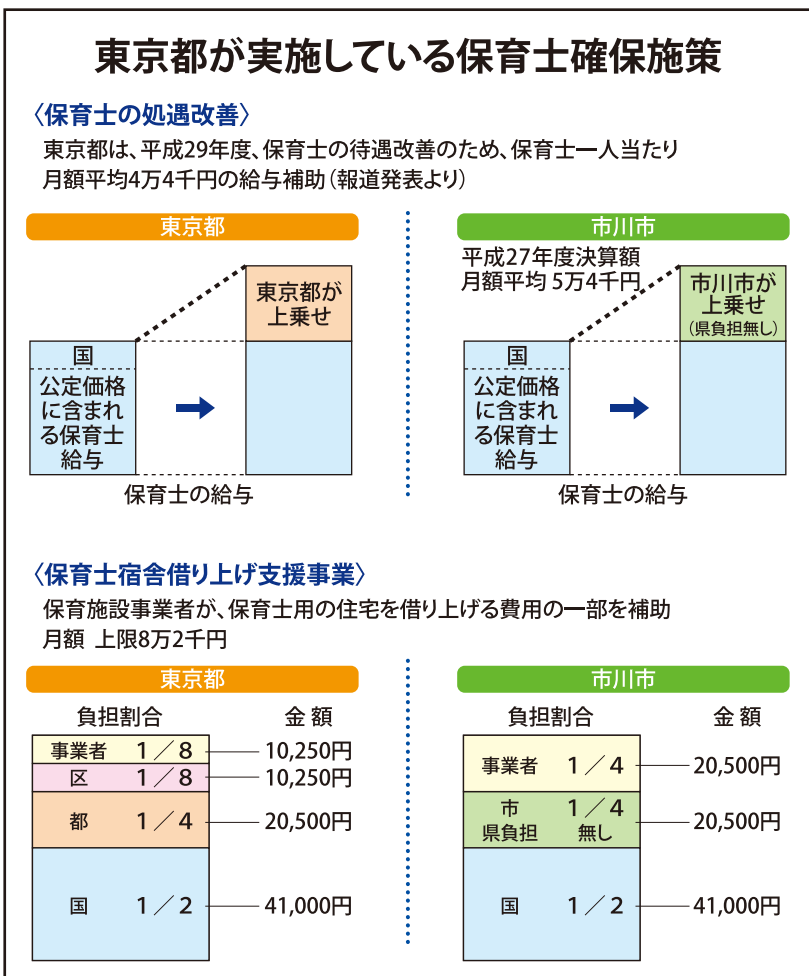 東京都が実施している保育士確保施策
〈保育士の処遇改善〉
東京都は、平成29年度、保育士の待遇改善のため、保育士一人当たり
月額平均4万4千円の給与補助（報道発表より）
東京都
東京都が
上乗せ
国
公定価格
に含まれ
る保育士
給与
保育士の給与
市川市
平成27年度決算額
月額平均 5万4千円
市川市が
上乗せ
（県負担無し）
国
公定価格
に含まれ
る保育士
給与
保育士の給与
〈保育士宿舎借り上げ支援事業〉
保育施設事業者が、保育士用の住宅を借り上げる費用の一部を補助
月額 上限8万2千円
東京都
負担割合 金 額
事業者 1／8 10,250円
区 1／8 10,250円
都 1／4 20,500円
国 1／2 41,000円
市川市
負担割合 金 額
事業者 1／4 20,500円
市 1／4 20,500円
県負担 無し
国 1／2 41,000円